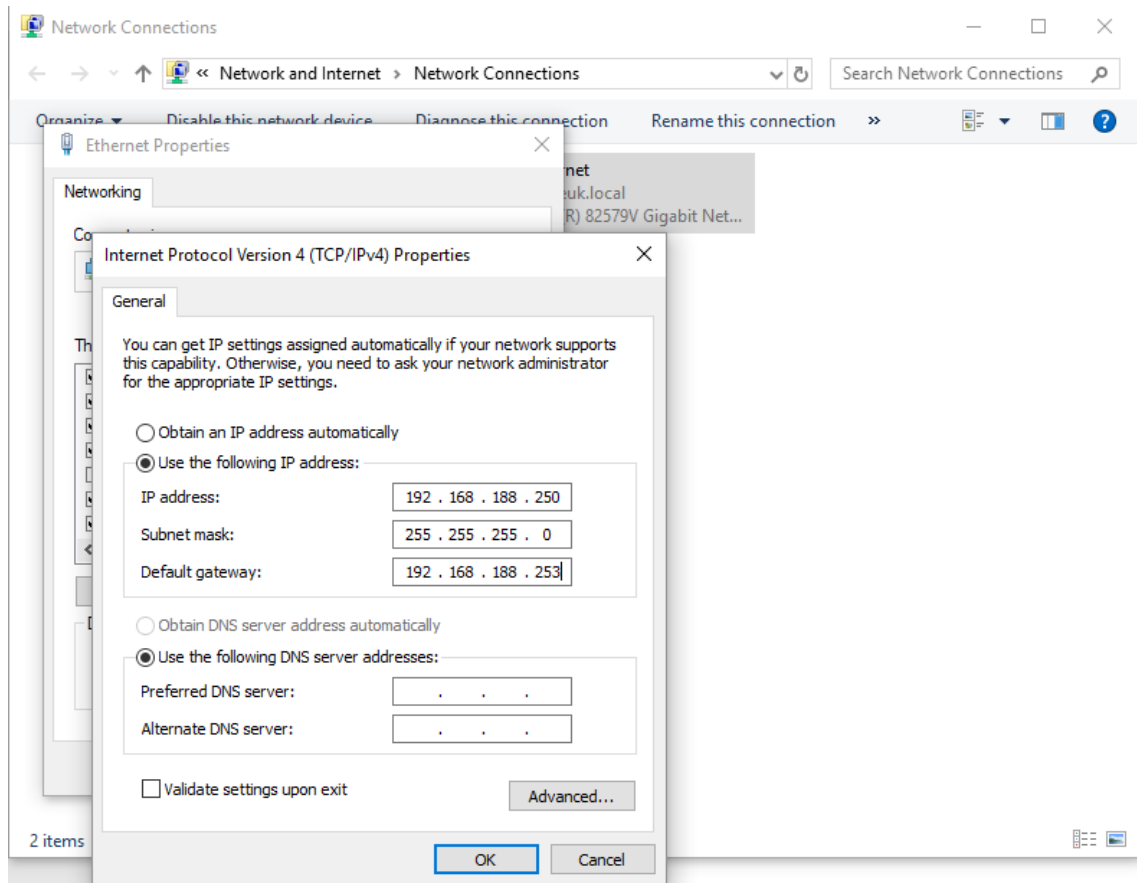 Network Connections
« Network and Internet > Network Connections
Search Network Connections
Organize Disable this network device Diagnose this connection Rename this connection »
Ethernet Properties
Networking
Internet Protocol Version 4 (TCP/IPv4) Properties
General
You can get IP settings assigned automatically if your network supports
this capability. Otherwise, you need to ask your network administrator
for the appropriate IP settings.
Obtain an IP address automatically
Use the following IP address:
IP address: 192 . 168 . 188 . 250
Subnet mask: 255 . 255 . 255 . 0
Default gateway: 192 . 168 . 188 . 253
Obtain DNS server address automatically
Use the following DNS server addresses:
Preferred DNS server: . . .
Alternate DNS server: . . .
Validate settings upon exit
Advanced...
OK Cancel
rnet
euk.local
(R) 82579V Gigabit Net...
Th
2 items